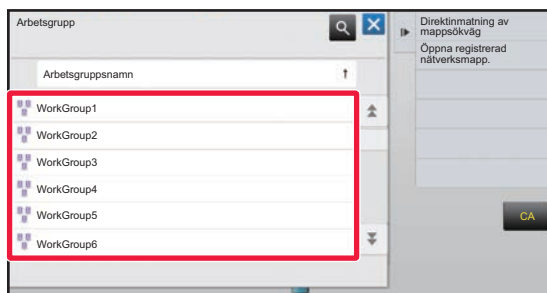 Arbetsgrupp
Arbetsgruppsnamn
WorkGroup1
WorkGroup2
WorkGroup3
WorkGroup4
WorkGroup5
WorkGroup6
Direktinmatning av
mappsökväg
Öppna registrerad
nätverksmapp.
CA